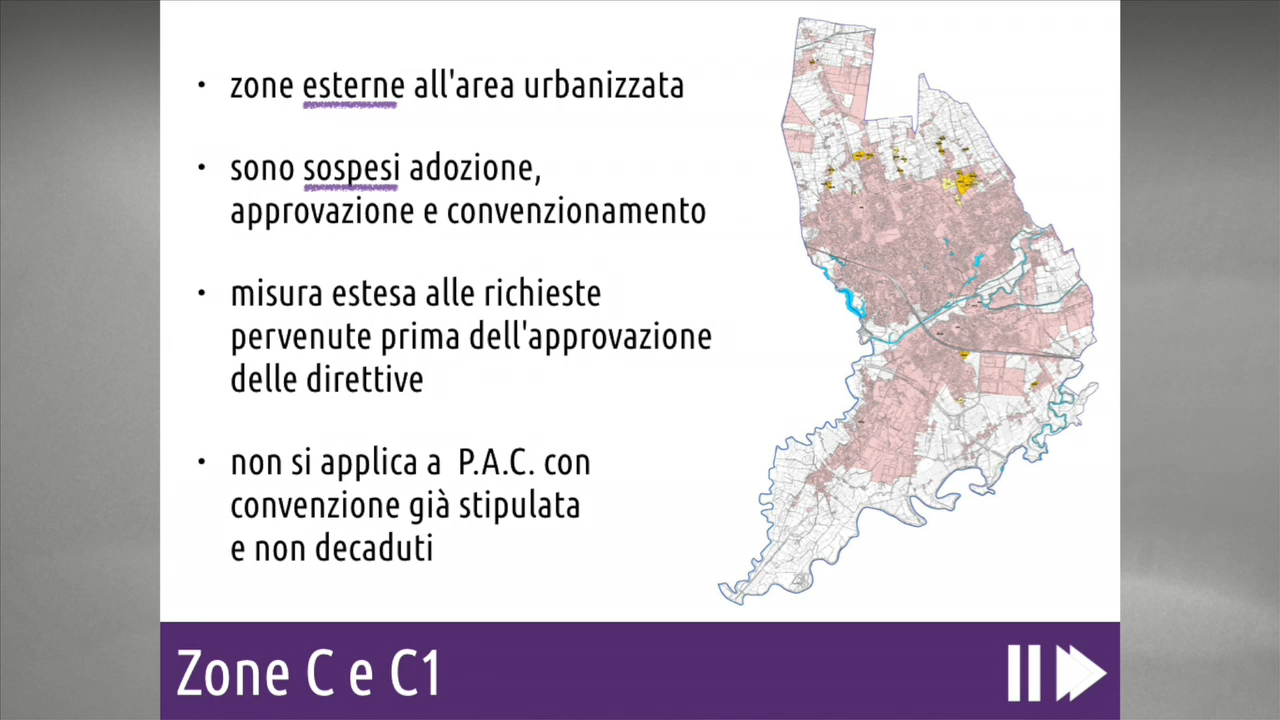 • zone esterne all'area urbanizzata
• sono sospesi adozione,
approvazione e convenzionamento
• misura estesa alle richieste
pervenute prima dell'approvazione
delle direttive
• non si applica a P.A.C. con
convenzione già stipulata
e non decaduti
Zone C e C1